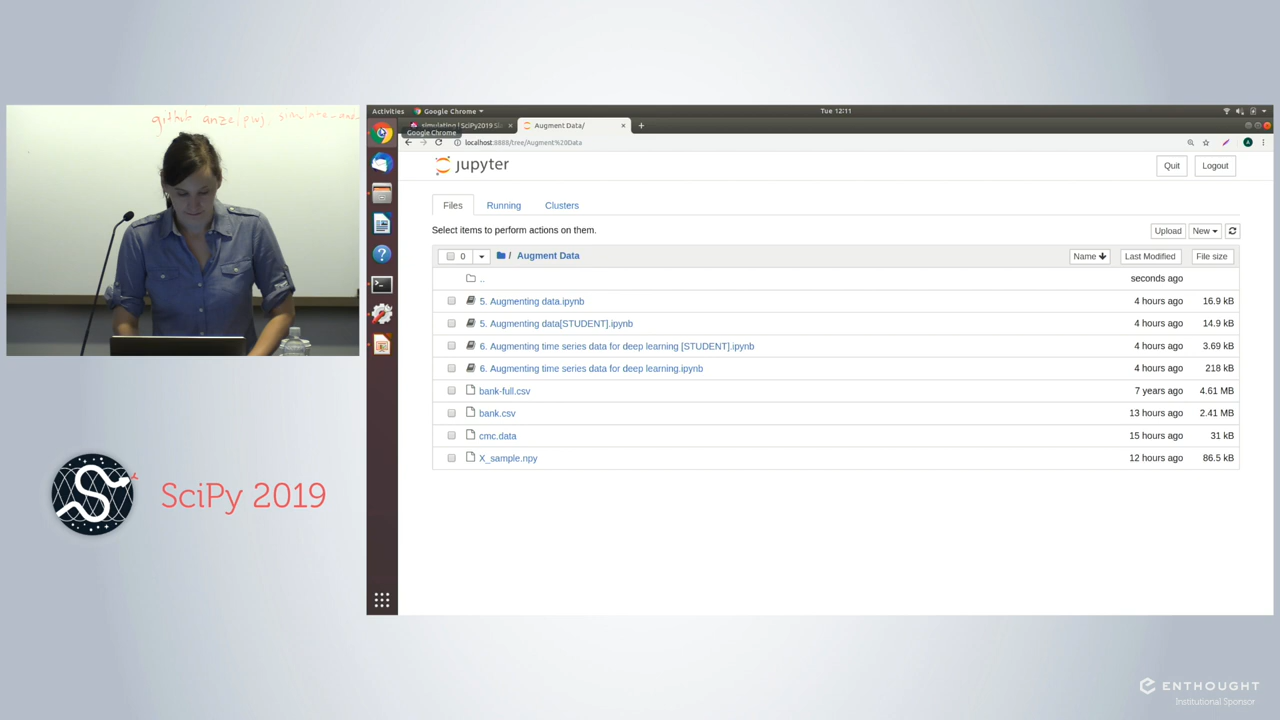 github
Activities
Google Chrome
Tue 12:11
simulating | SciPy2019
Augment Data/
Google Chrome
localhost:8888/tree/Augment%20Data
jupyter
Quit
Logout
Files
Running
Clusters
Select items to perform actions on them.
Upload
New
0
/ Augment Data
Name
Last Modified
File size
..
seconds ago
5. Augmenting data.ipynb
4 hours ago
16.9 kB
5. Augmenting data[STUDENT].ipynb
4 hours ago
14.9 kB
6. Augmenting time series data for deep learning [STUDENT].ipynb
4 hours ago
3.69 kB
6. Augmenting time series data for deep learning.ipynb
4 hours ago
218 kB
bank-full.csv
7 years ago
4.61 MB
bank.csv
13 hours ago
2.41 MB
cmc.data
15 hours ago
31 kB
X_sample.npy
12 hours ago
86.5 kB
SciPy 2019
ENTHOUGHT
Institutional Sponsor